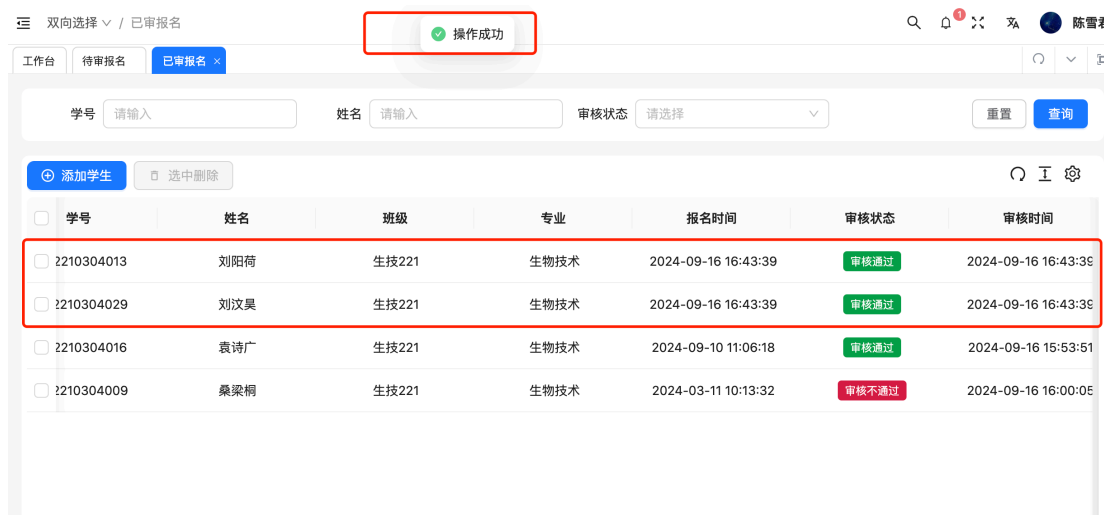 双向选择 / 已审报名
操作成功
1
陈雪君
工作台 待审报名 已审报名 ×
学号 请输入 姓名 请输入 审核状态 请选择 重置 查询
添加学生 选中删除
学号 姓名 班级 专业 报名时间 审核状态 审核时间
2210304013 刘阳荷 生技221 生物技术 2024-09-16 16:43:39 审核通过 2024-09-16 16:43:39
2210304029 刘汶昊 生技221 生物技术 2024-09-16 16:43:39 审核通过 2024-09-16 16:43:39
2210304016 袁诗广 生技221 生物技术 2024-09-10 11:06:18 审核通过 2024-09-16 15:53:51
2210304009 桑梁桐 生技221 生物技术 2024-03-11 10:13:32 审核不通过 2024-09-16 16:00:05